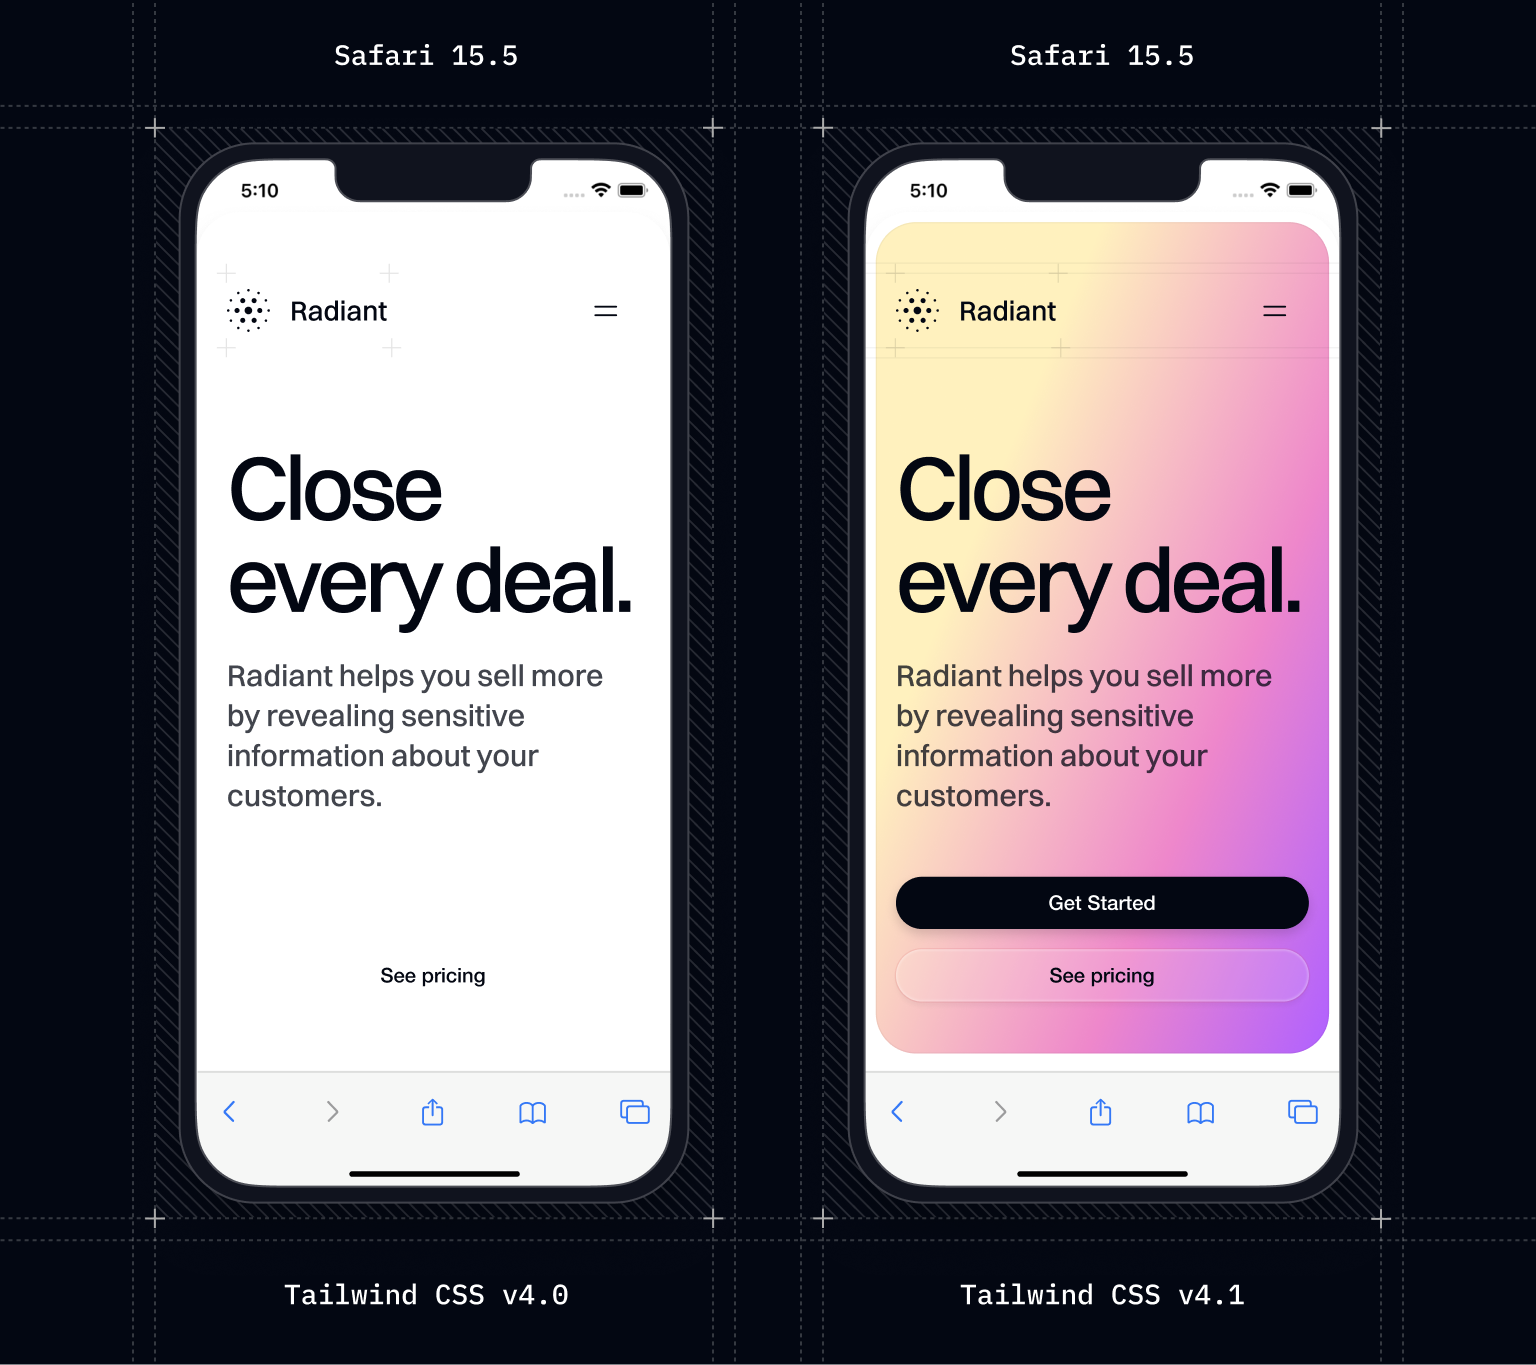 Safari 15.5
Safari 15.5
5:10
Radiant
Close
every deal.
Radiant helps you sell more
by revealing sensitive
information about your
customers.
See pricing
5:10
Radiant
Close
every deal.
Radiant helps you sell more
by revealing sensitive
information about your
customers.
Get Started
See pricing
Tailwind CSS v4.0
Tailwind CSS v4.1